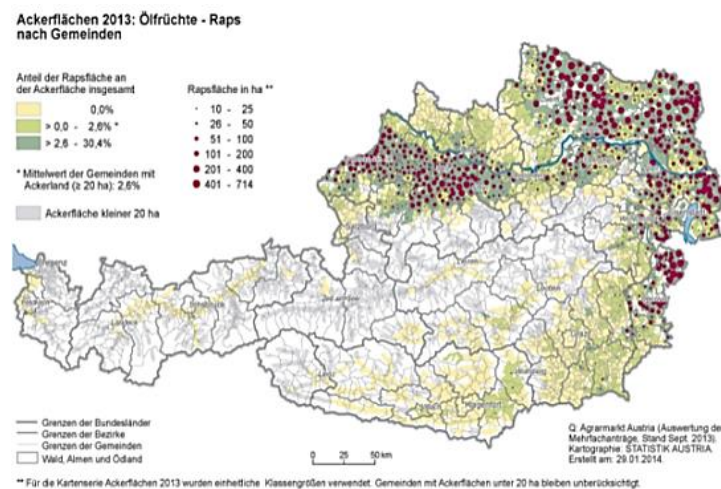 Ackerflächen 2013: Ölfrüchte - Raps
nach Gemeinden
Anteil der Rapsfläche an
der Ackerfläche insgesamt
0,0%
> 0,0 - 2,6% *
> 2,6 - 30,4%
* Mittelwert der Gemeinden mit
Ackerland (≥ 20 ha): 2,6%
Ackerfläche kleiner 20 ha
Rapsfläche in ha **
10 - 25
26 - 50
51 - 100
101 - 200
201 - 400
401 - 714
Grenzen der Bundesländer
Grenzen der Bezirke
Grenzen der Gemeinden
Wald, Almen und Ödland
0 25 50 km
Q: Agrarmarkt Austria (Auswertung de
Mehrfachanträge, Stand Sept. 2013).
Kartographie: STATISTIK AUSTRIA.
Erstellt am: 29.01.2014.
** Für die Kartenserie Ackerflächen 2013 wurden einheitliche Klassengrößen verwendet. Gemeinden mit Ackerflächen unter 20 ha bleiben unberücksichtigt.